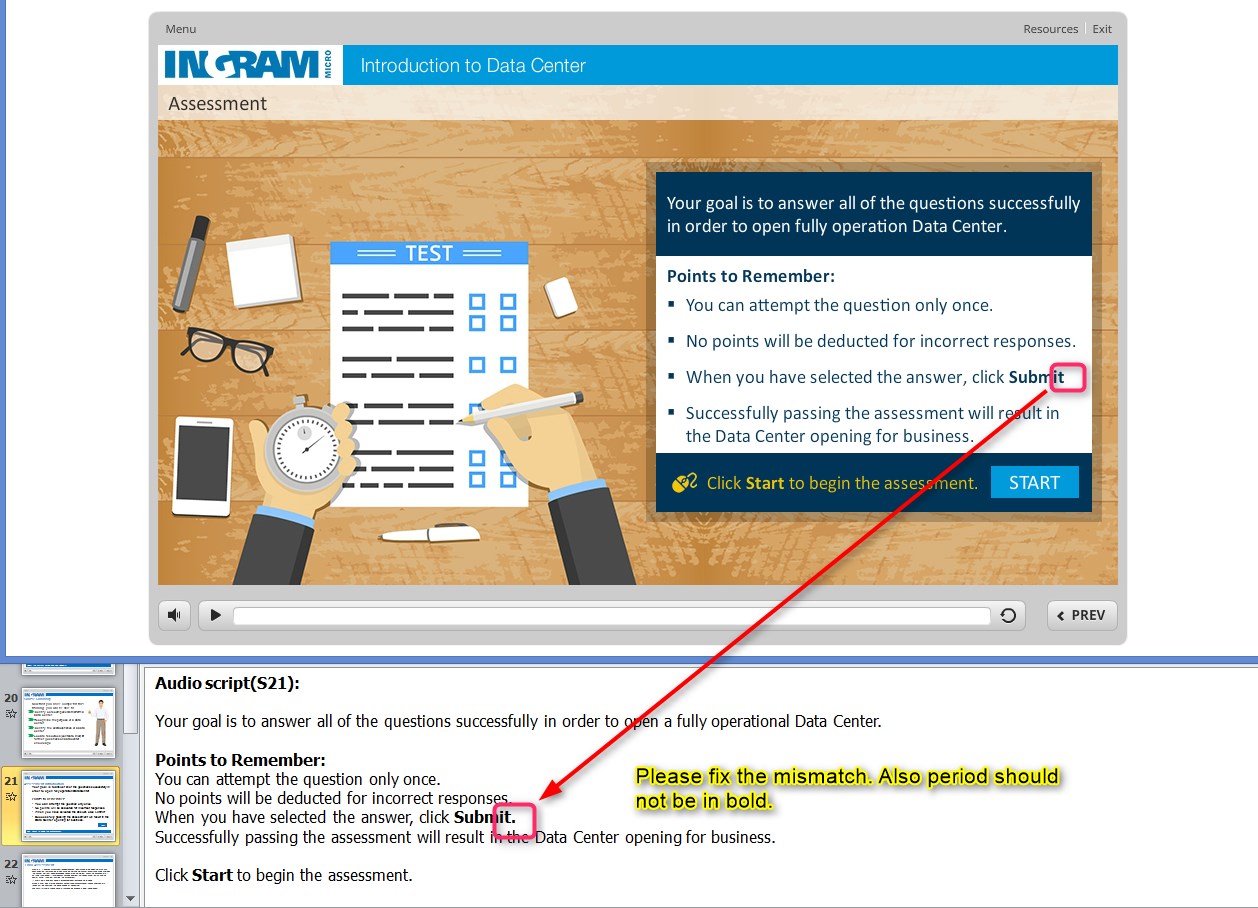 Menu
Resources
Exit
INGRAM MICRO
Introduction to Data Center
Assessment
TEST
Your goal is to answer all of the questions successfully
in order to open fully operation Data Center.
Points to Remember:
▪ You can attempt the question only once.
▪ No points will be deducted for incorrect responses.
▪ When you have selected the answer, click Submit
▪ Successfully passing the assessment will result in
the Data Center opening for business.
Click Start to begin the assessment.
START
PREV
20
21
22
Audio script(S21):
Your goal is to answer all of the questions successfully in order to open a fully operational Data Center.
Points to Remember:
You can attempt the question only once.
No points will be deducted for incorrect responses.
When you have selected the answer, click Submit.
Successfully passing the assessment will result in the Data Center opening for business.
Click Start to begin the assessment.
Please fix the mismatch. Also period should
not be in bold.